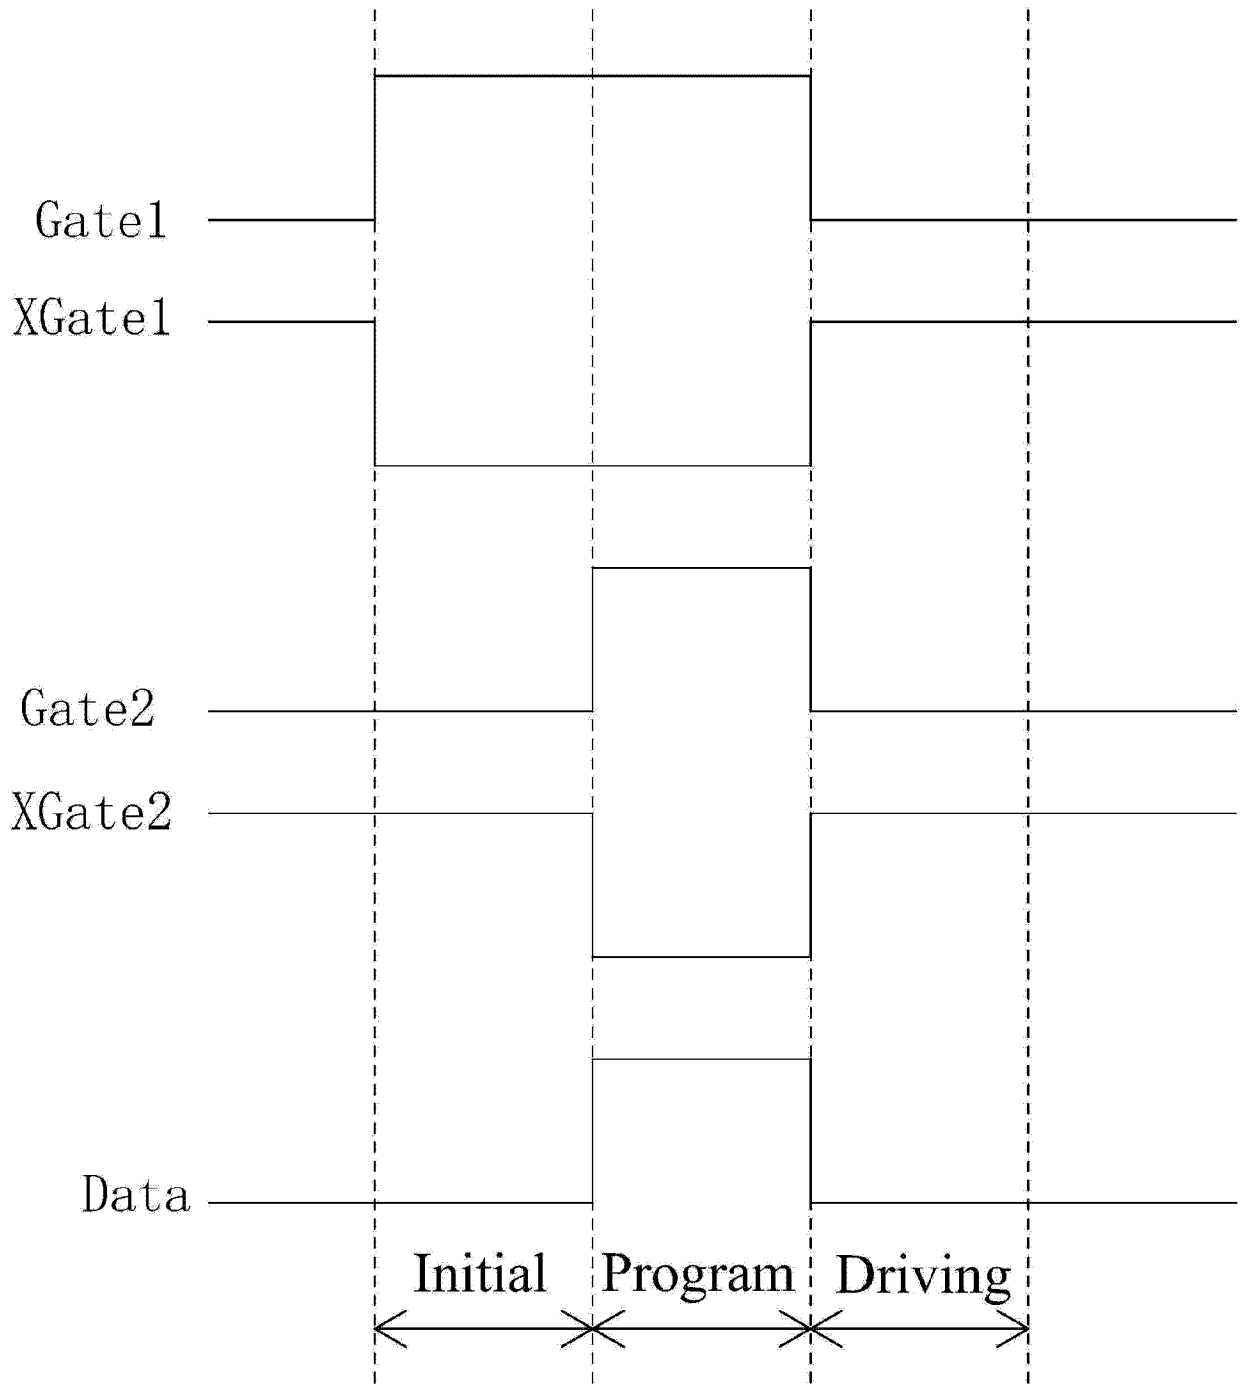 Gate1
XGate1
Gate2
XGate2
Data
Initial Program Driving